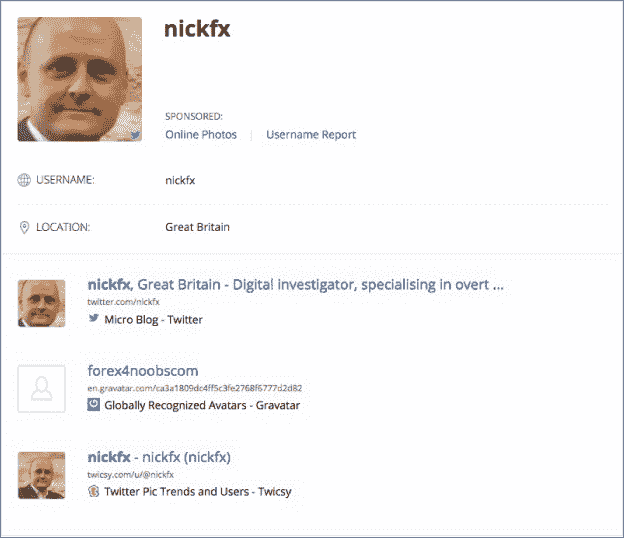 nickfx
SPONSORED:
Online Photos | Username Report
USERNAME: nickfx
LOCATION: Great Britain
nickfx, Great Britain - Digital investigator, specialising in overt ...
twitter.com/nickfx
Micro Blog - Twitter
forex4noobscom
en.gravatar.com/ca3a1809dc4ff5c3fe2768f6777d2d82
Globally Recognized Avatars - Gravatar
nickfx - nickfx (nickfx)
twicsy.com/u/@nickfx
Twitter Pic Trends and Users - Twicsy